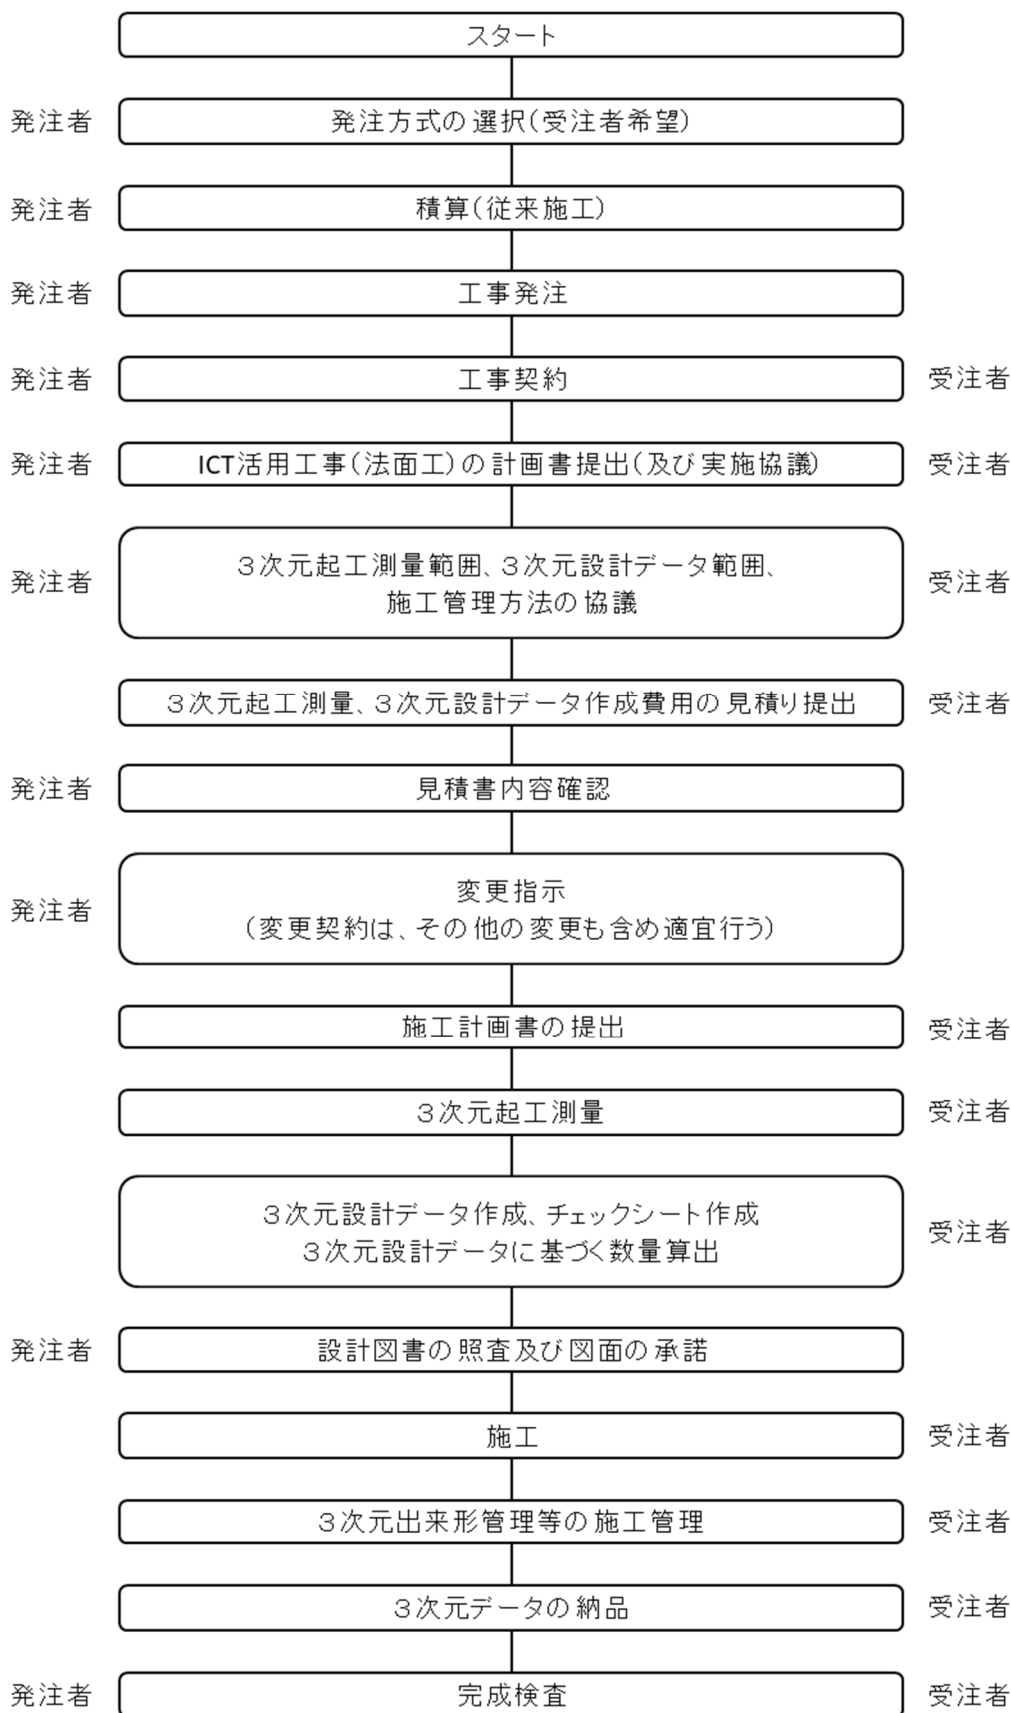 スタート
発注者
発注方式の選択(受注者希望)
発注者
積算(従来施工)
発注者
工事発注
発注者
工事契約
受注者
発注者
ICT活用工事(法面工)の計画書提出(及び実施協議)
受注者
発注者
３次元起工測量範囲、３次元設計データ範囲、
施工管理方法の協議
受注者
３次元起工測量、３次元設計データ作成費用の見積り提出
受注者
発注者
見積書内容確認
発注者
変更指示
(変更契約は、その他の変更も含め適宜行う)
施工計画書の提出
受注者
３次元起工測量
受注者
３次元設計データ作成、チェックシート作成
３次元設計データに基づく数量算出
受注者
発注者
設計図書の照査及び図面の承諾
施工
受注者
３次元出来形管理等の施工管理
受注者
３次元データの納品
受注者
発注者
完成検査
受注者